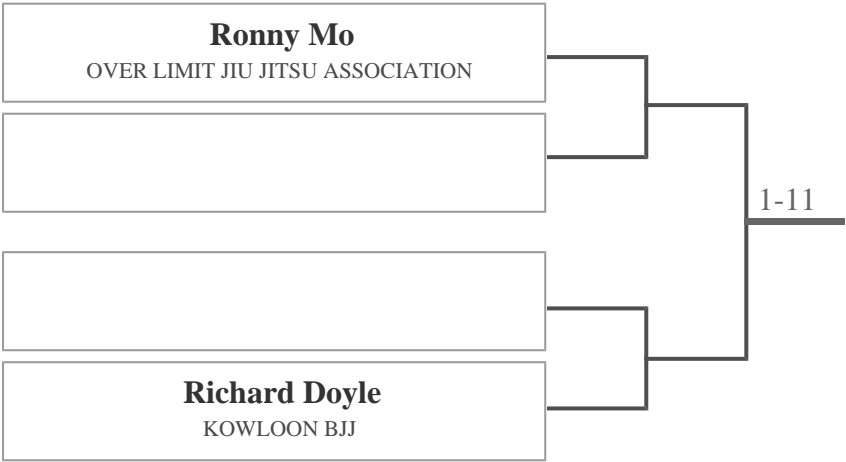 Ronny Mo
OVER LIMIT JIU JITSU ASSOCIATION
1-11
Richard Doyle
KOWLOON BJJ